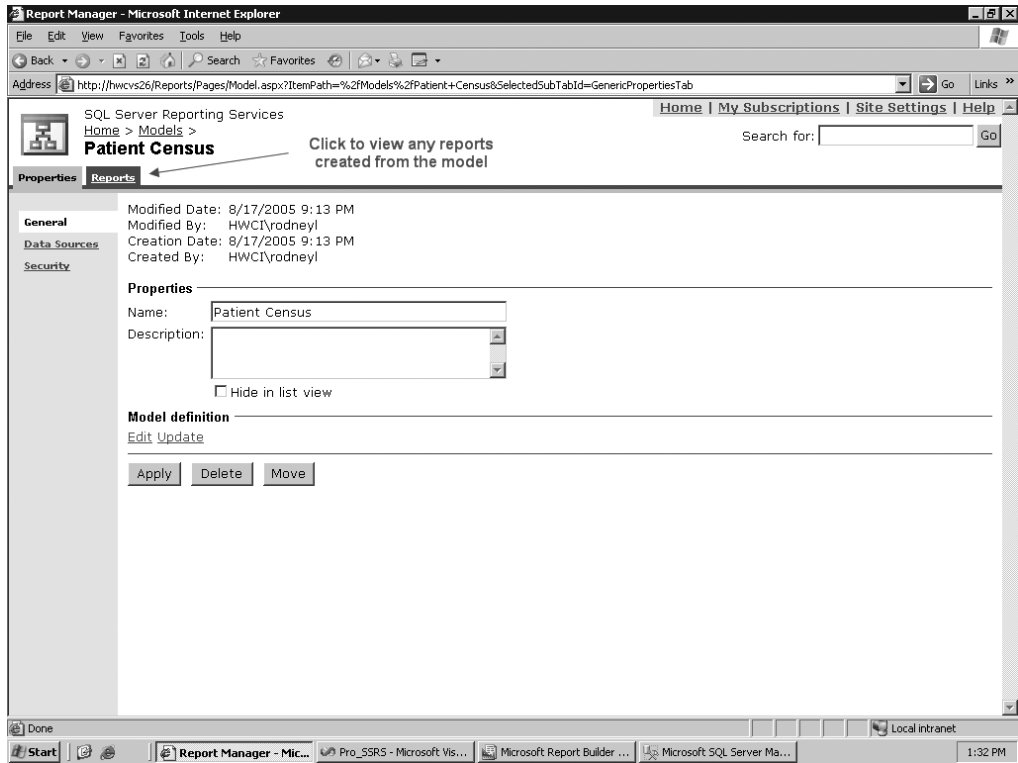 Report Manager - Microsoft Internet Explorer
File Edit View Favorites Tools Help
Back Search Favorites
Address http://hwcvs26/Reports/Pages/Model.aspx?ItemPath=%2fModels%2fPatient+Census&SelectedSubTabId=GenericPropertiesTab Go Links »
Home | My Subscriptions | Site Settings | Help
SQL Server Reporting Services
Home > Models >
Patient Census
Search for: Go
Click to view any reports
created from the model
Properties Reports
General
Data Sources
Security
Modified Date: 8/17/2005 9:13 PM
Modified By: HWCI\rodneyl
Creation Date: 8/17/2005 9:13 PM
Created By: HWCI\rodneyl
Properties
Name: Patient Census
Description:
Hide in list view
Model definition
Edit Update
Apply Delete Move
Done Local intranet
Start Report Manager - Mic... Pro_SSRS - Microsoft Vis... Microsoft Report Builder ... Microsoft SQL Server Ma... 1:32 PM